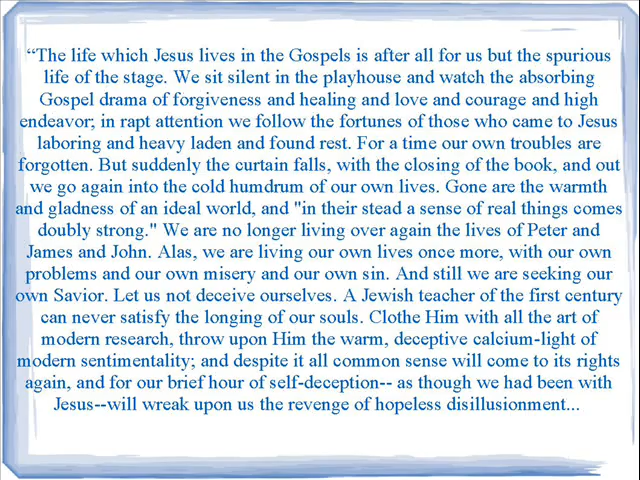 “The life which Jesus lives in the Gospels is after all for us but the spurious
life of the stage. We sit silent in the playhouse and watch the absorbing
Gospel drama of forgiveness and healing and love and courage and high
endeavor; in rapt attention we follow the fortunes of those who came to Jesus
laboring and heavy laden and found rest. For a time our own troubles are
forgotten. But suddenly the curtain falls, with the closing of the book, and out
we go again into the cold humdrum of our own lives. Gone are the warmth
and gladness of an ideal world, and "in their stead a sense of real things comes
doubly strong." We are no longer living over again the lives of Peter and
James and John. Alas, we are living our own lives once more, with our own
problems and our own misery and our own sin. And still we are seeking our
own Savior. Let us not deceive ourselves. A Jewish teacher of the first century
can never satisfy the longing of our souls. Clothe Him with all the art of
modern research, throw upon Him the warm, deceptive calcium-light of
modern sentimentality; and despite it all common sense will come to its rights
again, and for our brief hour of self-deception-- as though we had been with
Jesus--will wreak upon us the revenge of hopeless disillusionment...